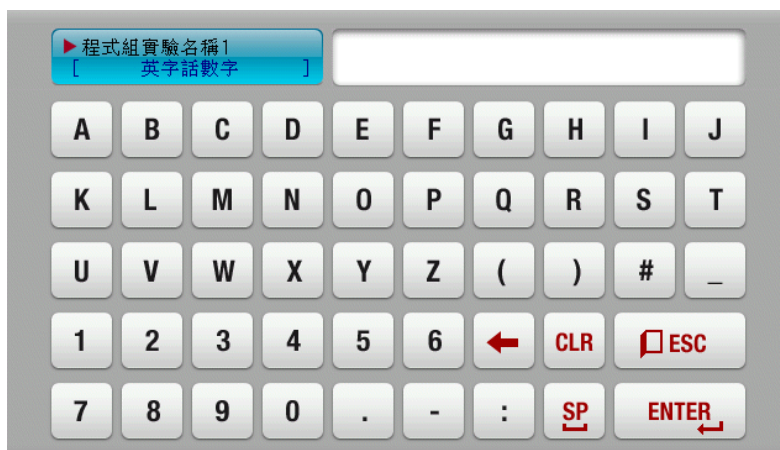 ▶程式組實驗名稱1
[ 英字話數字 ]
A B C D E F G H I J
K L M N O P Q R S T
U V W X Y Z ( ) # _
1 2 3 4 5 6 ← CLR ESC
7 8 9 0 . - : SP ENTER